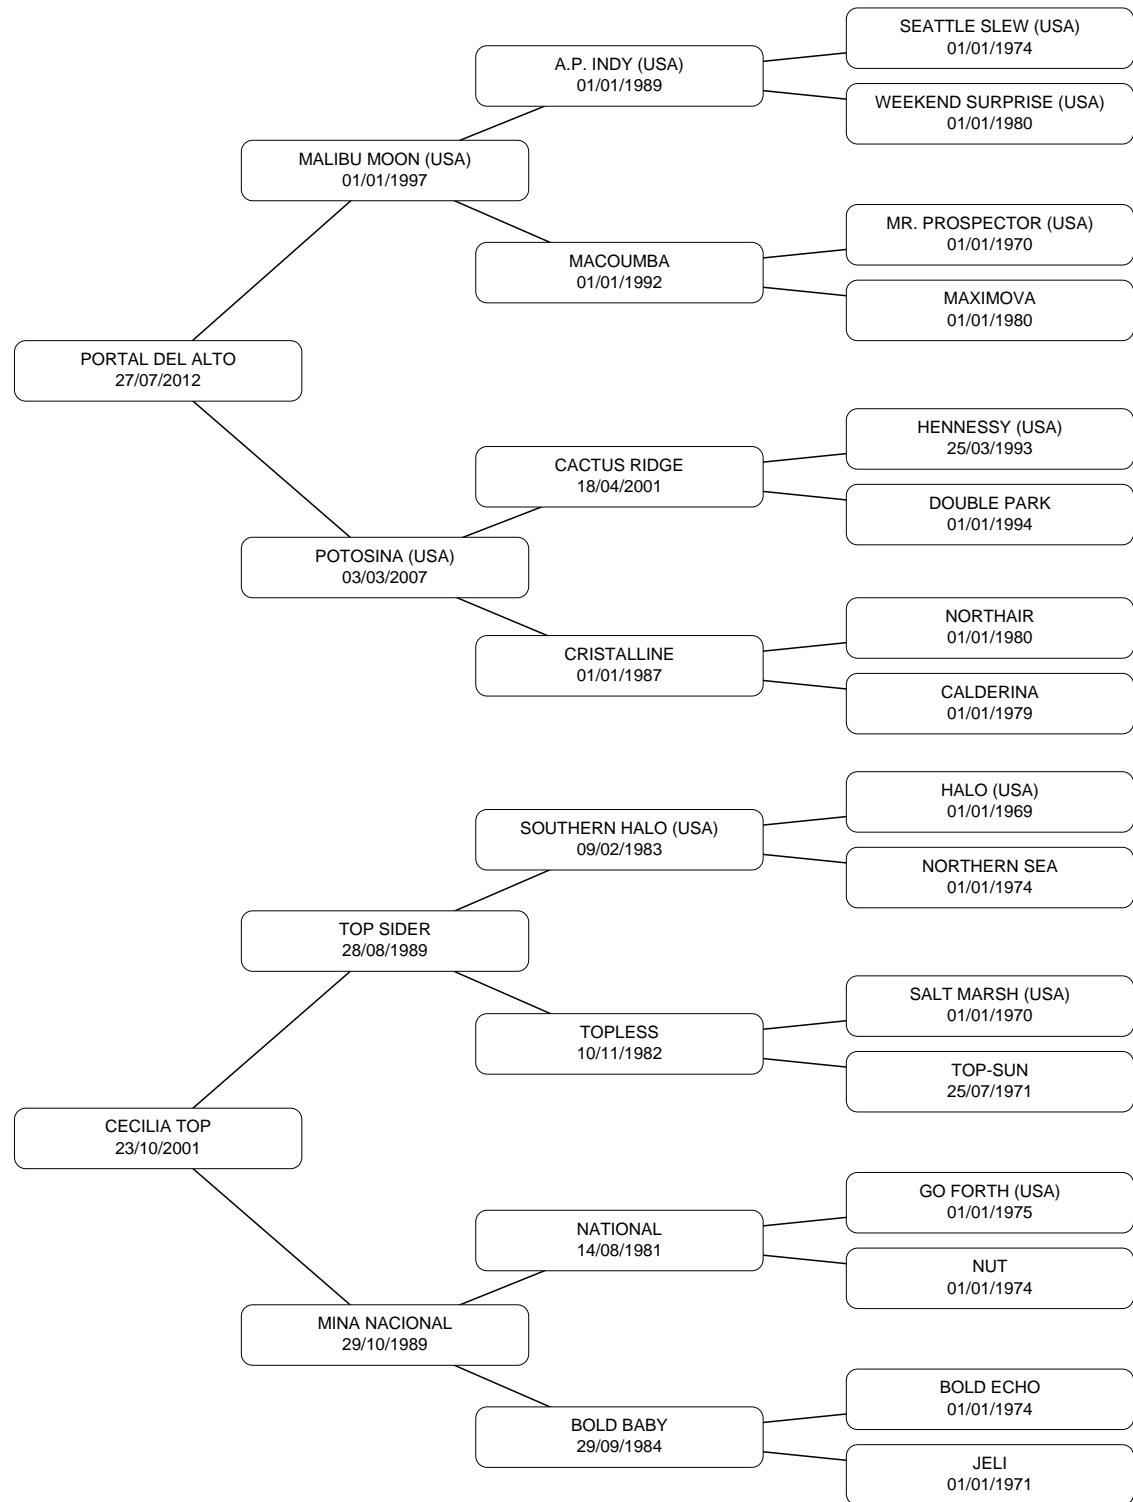 SEATTLE SLEW (USA)
01/01/1974
A.P. INDY (USA)
01/01/1989
WEEKEND SURPRISE (USA)
01/01/1980
MALIBU MOON (USA)
01/01/1997
MR. PROSPECTOR (USA)
01/01/1970
MACOUMBA
01/01/1992
MAXIMOVA
01/01/1980
PORTAL DEL ALTO
27/07/2012
HENNESSY (USA)
25/03/1993
CACTUS RIDGE
18/04/2001
DOUBLE PARK
01/01/1994
POTOSINA (USA)
03/03/2007
NORTHAIR
01/01/1980
CRISTALLINE
01/01/1987
CALDERINA
01/01/1979
HALO (USA)
01/01/1969
SOUTHERN HALO (USA)
09/02/1983
NORTHERN SEA
01/01/1974
TOP SIDER
28/08/1989
SALT MARSH (USA)
01/01/1970
TOPLESS
10/11/1982
TOP-SUN
25/07/1971
CECILIA TOP
23/10/2001
GO FORTH (USA)
01/01/1975
NATIONAL
14/08/1981
NUT
01/01/1974
MINA NACIONAL
29/10/1989
BOLD ECHO
01/01/1974
BOLD BABY
29/09/1984
JELI
01/01/1971